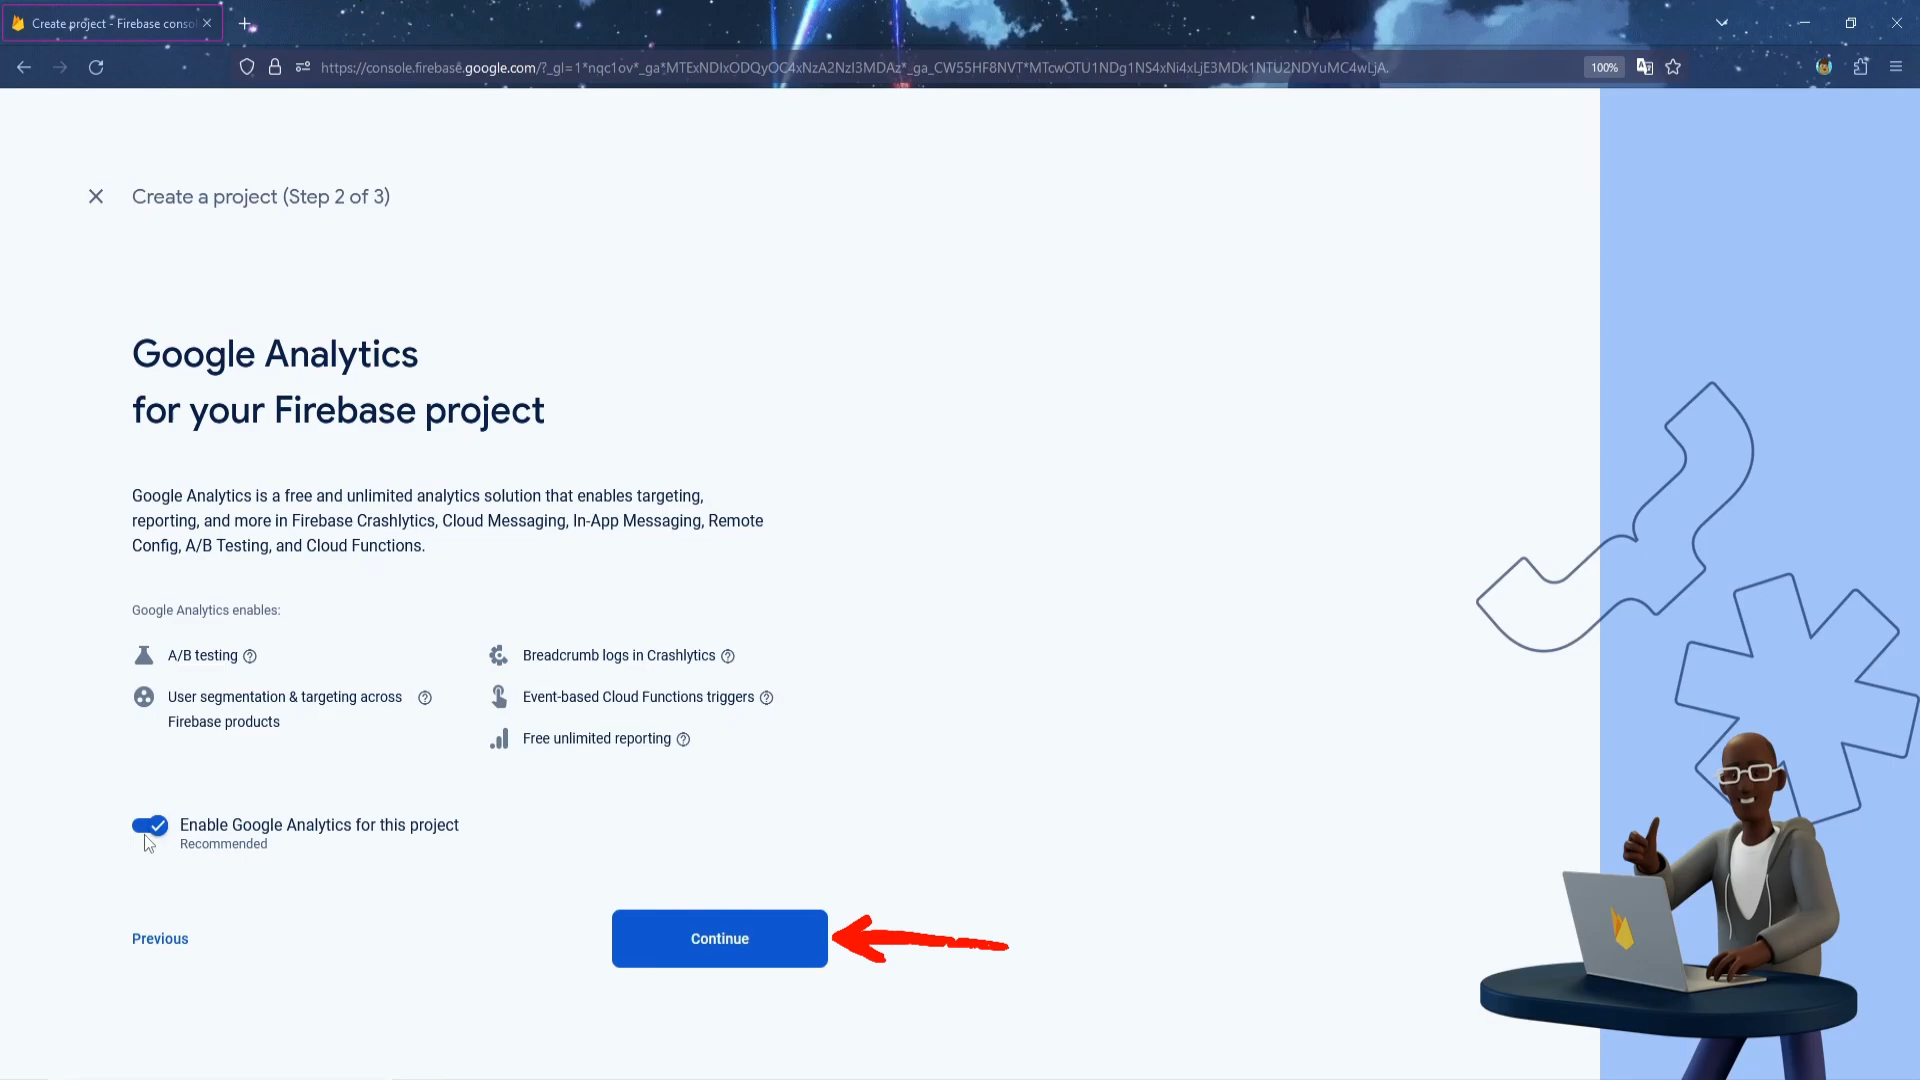 Create project - Firebase conso
https://console.firebase.google.com/?_gl=1*nqc1ov*_ga*MTExNDIxODQyOC4xNzA2NzI3MDAz*_ga_CW55HF8NVT*MTcwOTU1NDg1NS4xNi4xLjE3MDk1NTU2NDYuMC4wLjA.
100%
Create a project (Step 2 of 3)
Google Analytics
for your Firebase project
Google Analytics is a free and unlimited analytics solution that enables targeting,
reporting, and more in Firebase Crashlytics, Cloud Messaging, In-App Messaging, Remote
Config, A/B Testing, and Cloud Functions.
Google Analytics enables:
A/B testing
User segmentation & targeting across
Firebase products
Breadcrumb logs in Crashlytics
Event-based Cloud Functions triggers
Free unlimited reporting
Enable Google Analytics for this project
Recommended
Previous
Continue